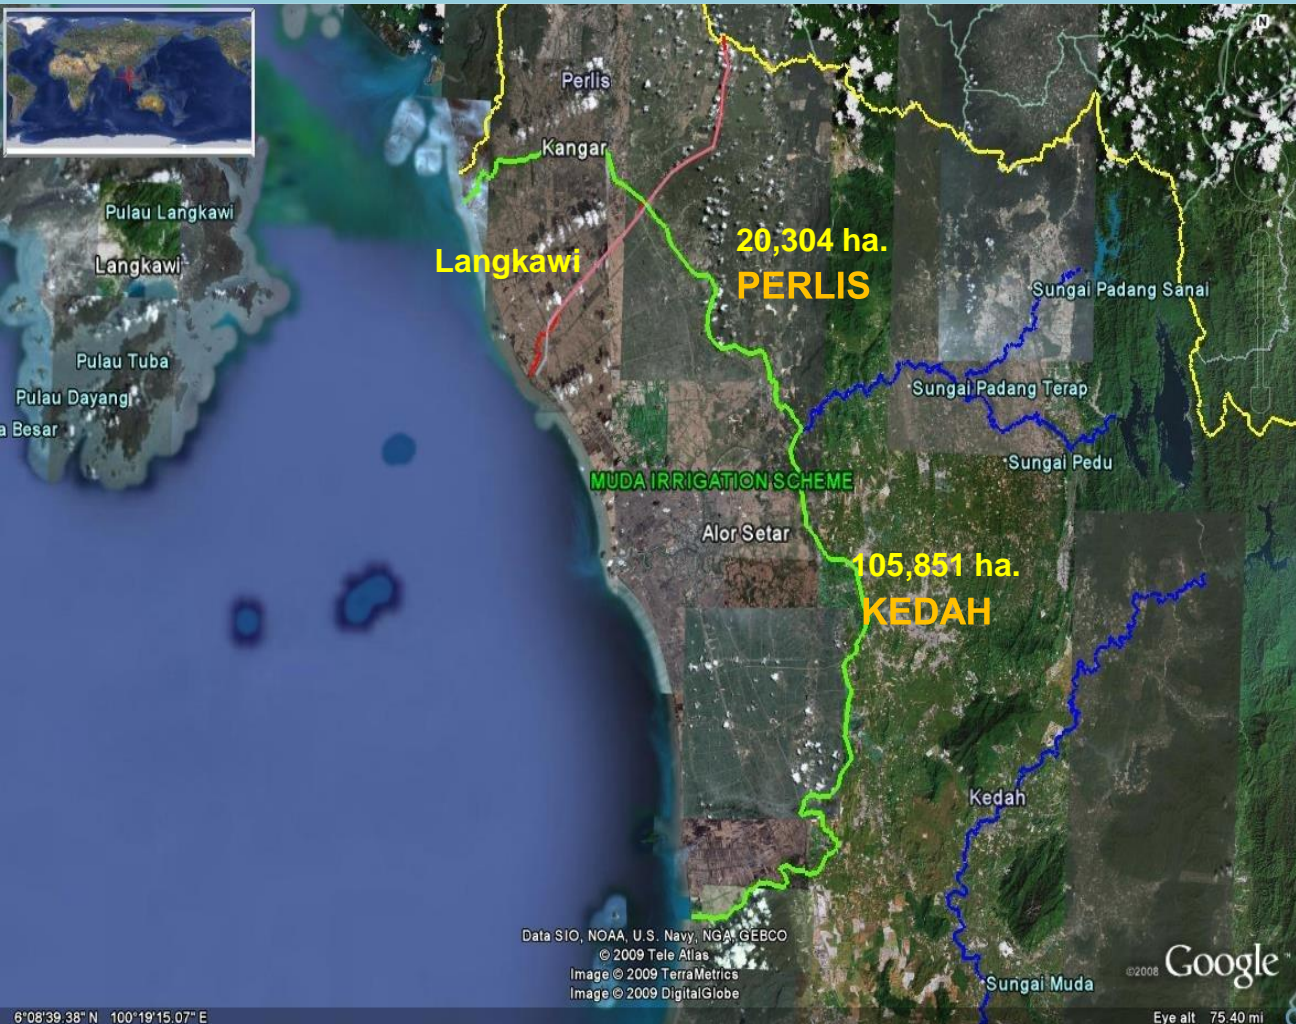 N
Perlis
Kangar
Pulau Langkawi
Langkawi
Langkawi
20,304 ha.
PERLIS
Sungai Padang Sanai
Pulau Tuba
Pulau Dayang
a Besar
Sungai Padang Terap
Sungai Pedu
MUDA IRRIGATION SCHEME
Alor Setar
105,851 ha.
KEDAH
Kedah
Data SIO, NOAA, U.S. Navy, NGA, GEBCO
© 2009 Tele Atlas
Image © 2009 TerraMetrics
Image © 2009 DigitalGlobe
©2008 Google™
Sungai Muda
6°08'39.38" N 100°19'15.07" E
Eye alt 75.40 mi